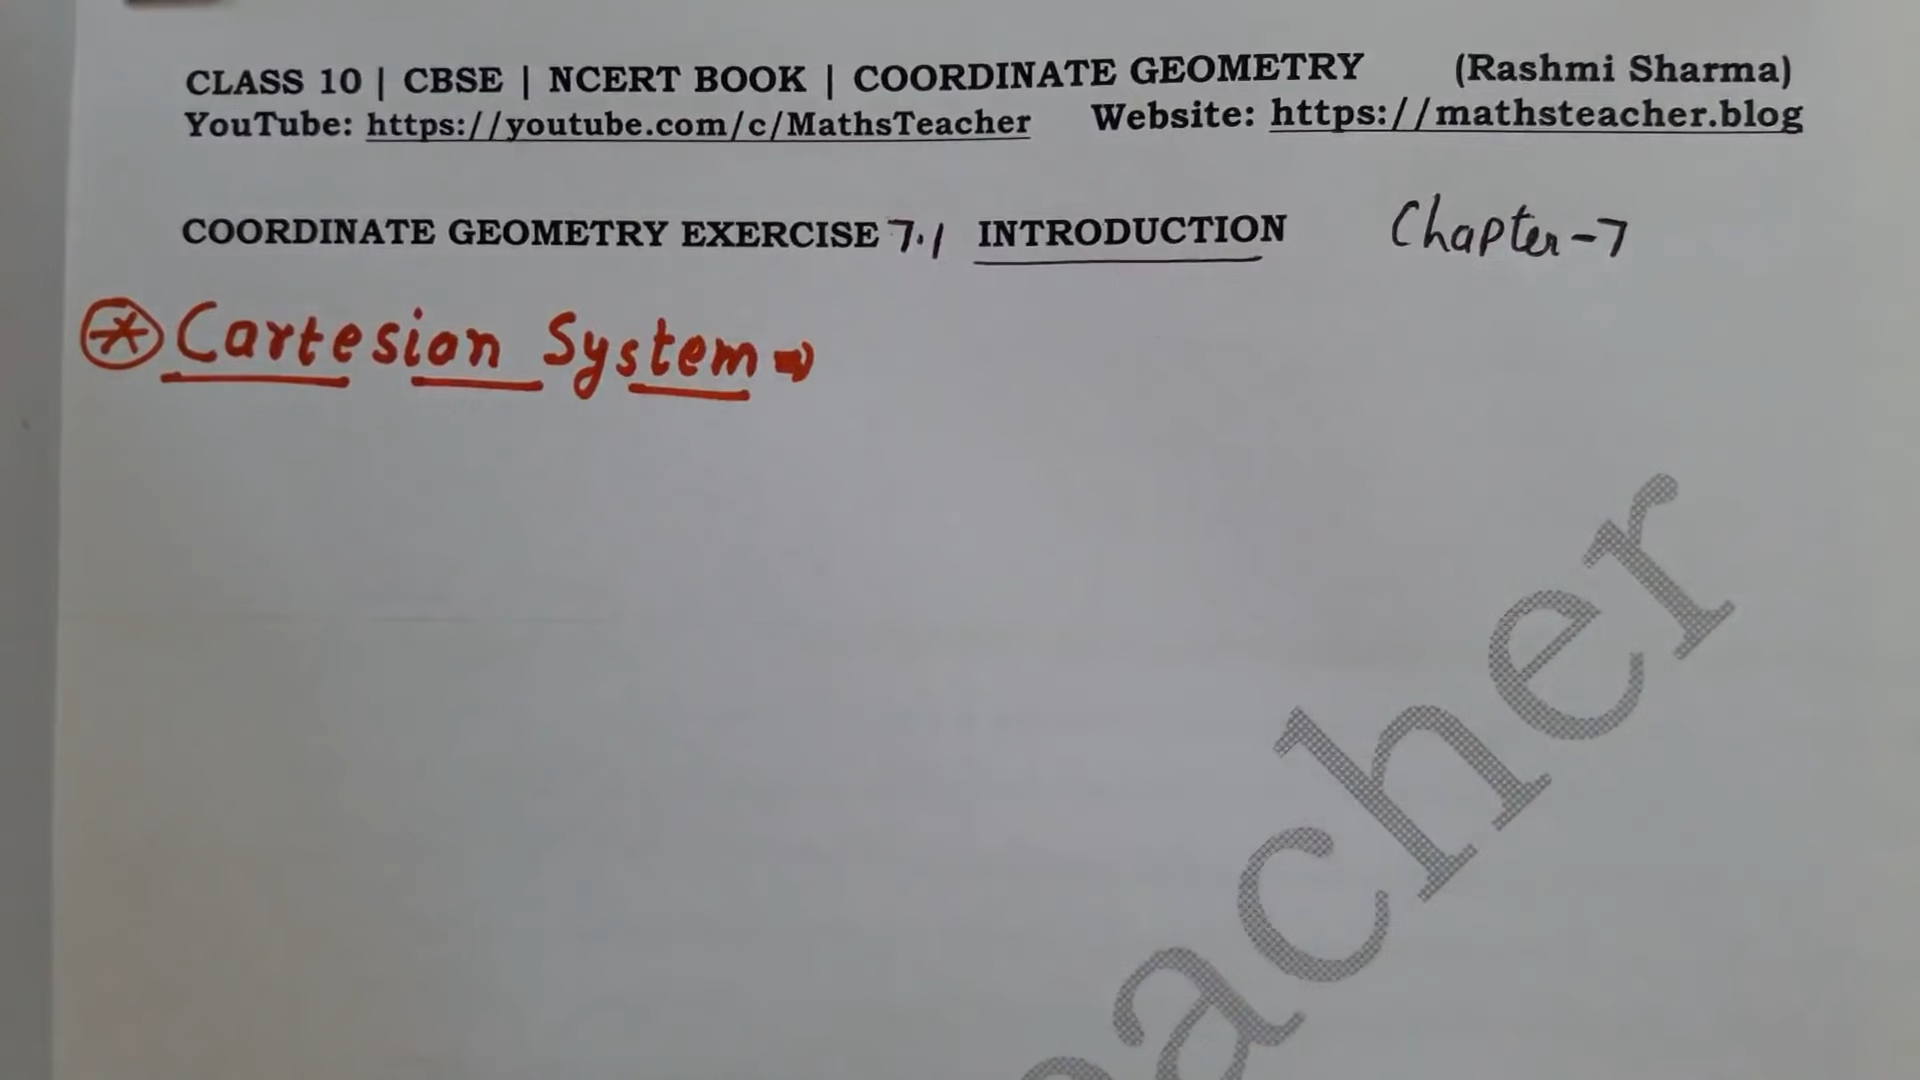 CLASS 10 | CBSE | NCERT BOOK | COORDINATE GEOMETRY (Rashmi Sharma)
YouTube: https://youtube.com/c/MathsTeacher Website: https://mathsteacher.blog
COORDINATE GEOMETRY EXERCISE 7.1 INTRODUCTION Chapter-7
* Cartesian System →
acher